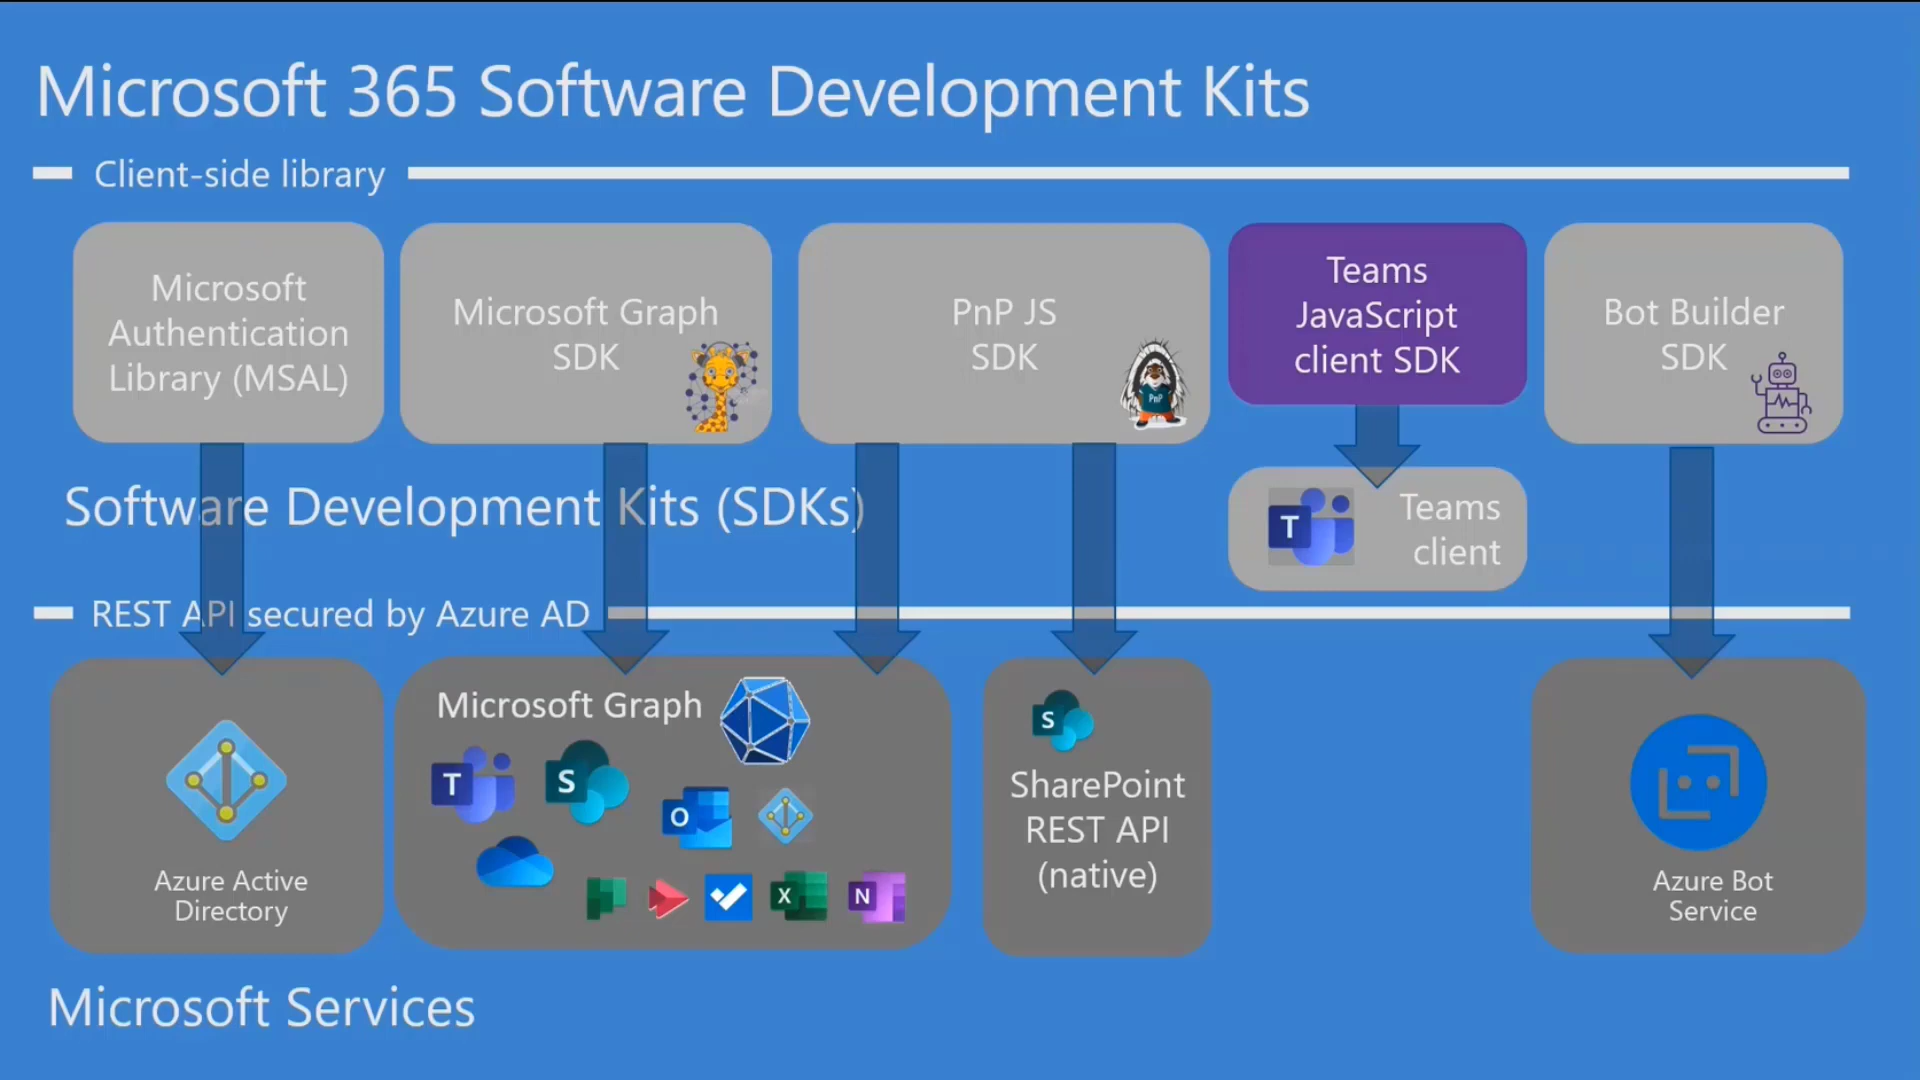 Microsoft 365 Software Development Kits
Client-side library
Microsoft
Authentication
Library (MSAL)
Microsoft Graph
SDK
PnP JS
SDK
PnP
Teams
JavaScript
client SDK
Bot Builder
SDK
Software Development Kits (SDKs)
T
Teams
client
REST API secured by Azure AD
Azure Active
Directory
Microsoft Graph
T
S
O
X
N
S
SharePoint
REST API
(native)
Azure Bot
Service
Microsoft Services